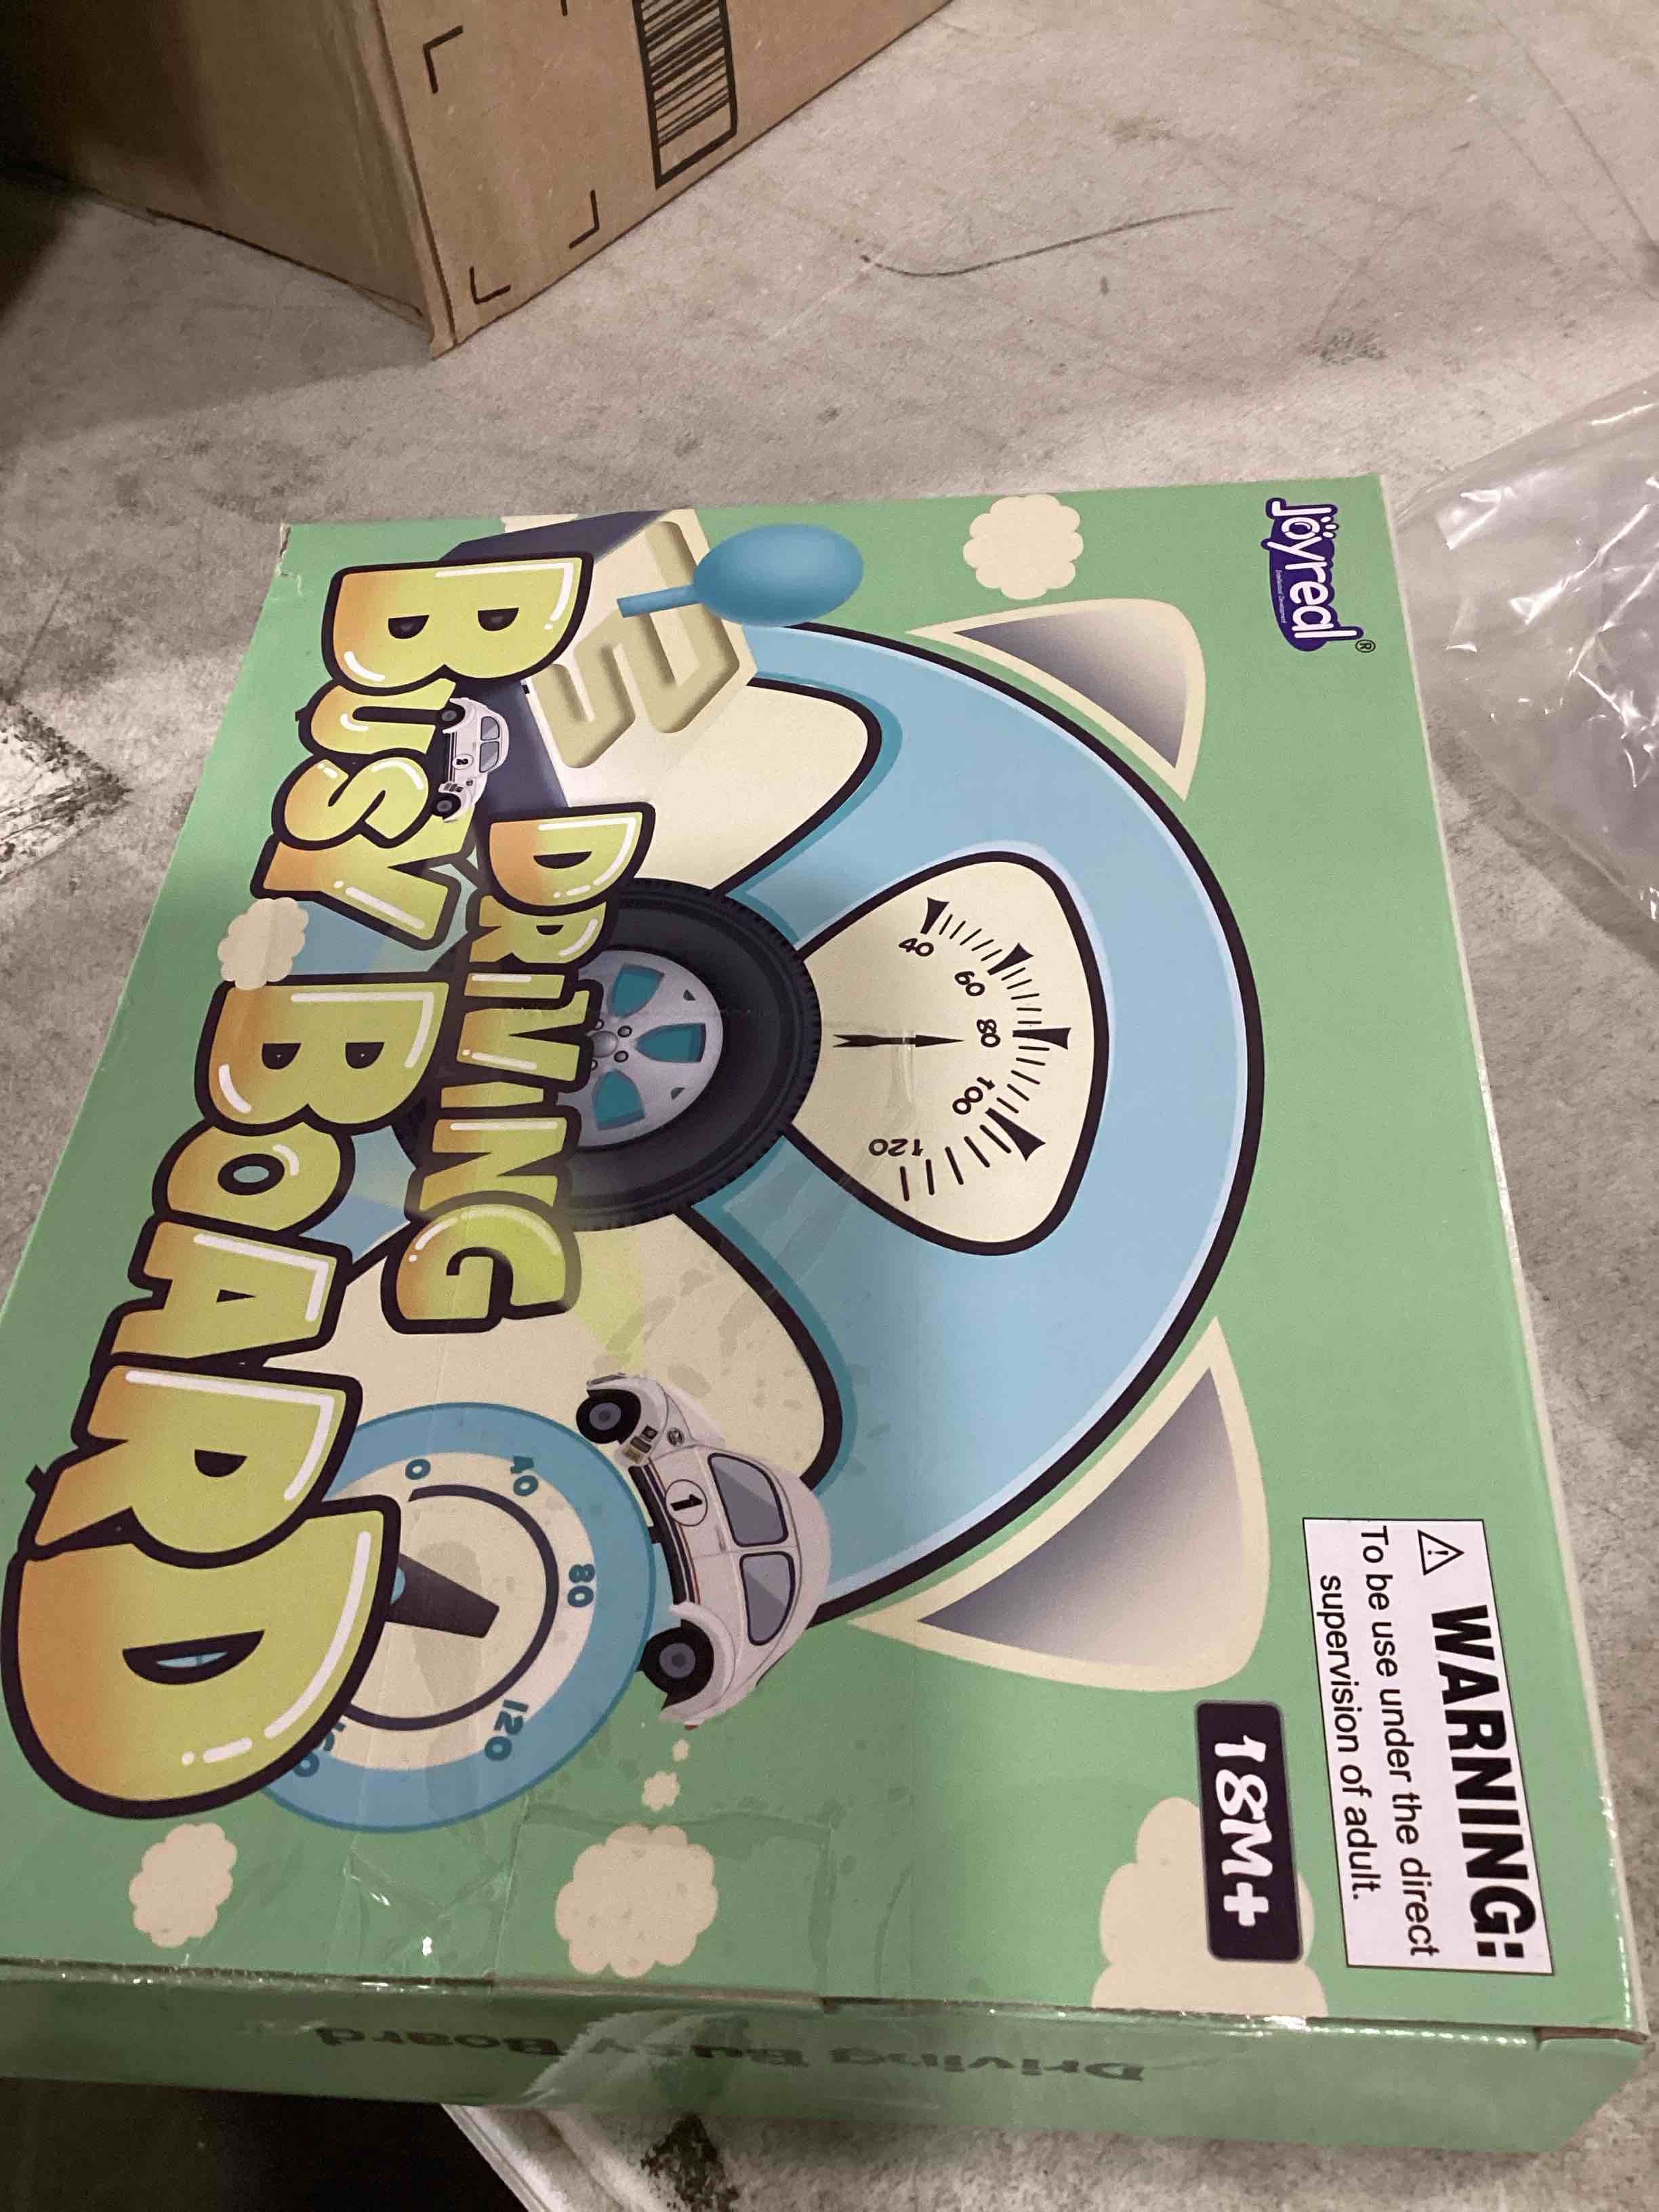 Joyreal®
WARNING:
To be use under the direct
supervision of adult.
18M+
40
60
80
100
120
2
1
0
40
80
120
DRIVING
BUSY BOARD
Driving Busy Board